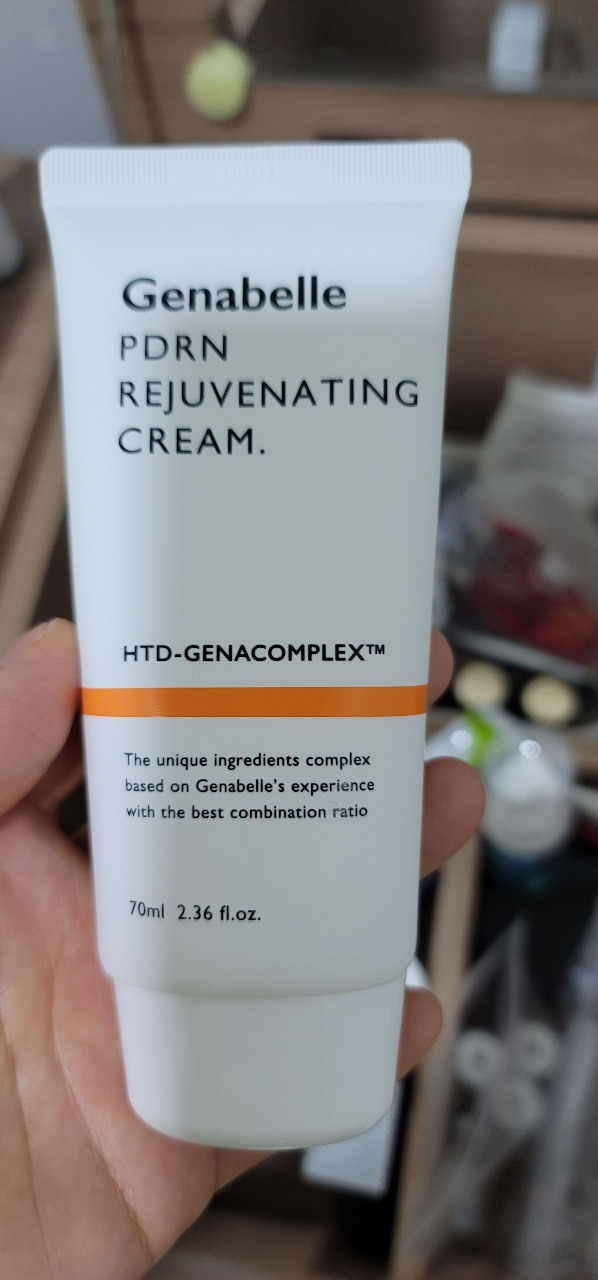 Genabelle
PDRN
REJUVENATING
CREAM.
HTD-GENACOMPLEX™
The unique ingredients complex
based on Genabelle's experience
with the best combination ratio
70ml 2.36 fl.oz.